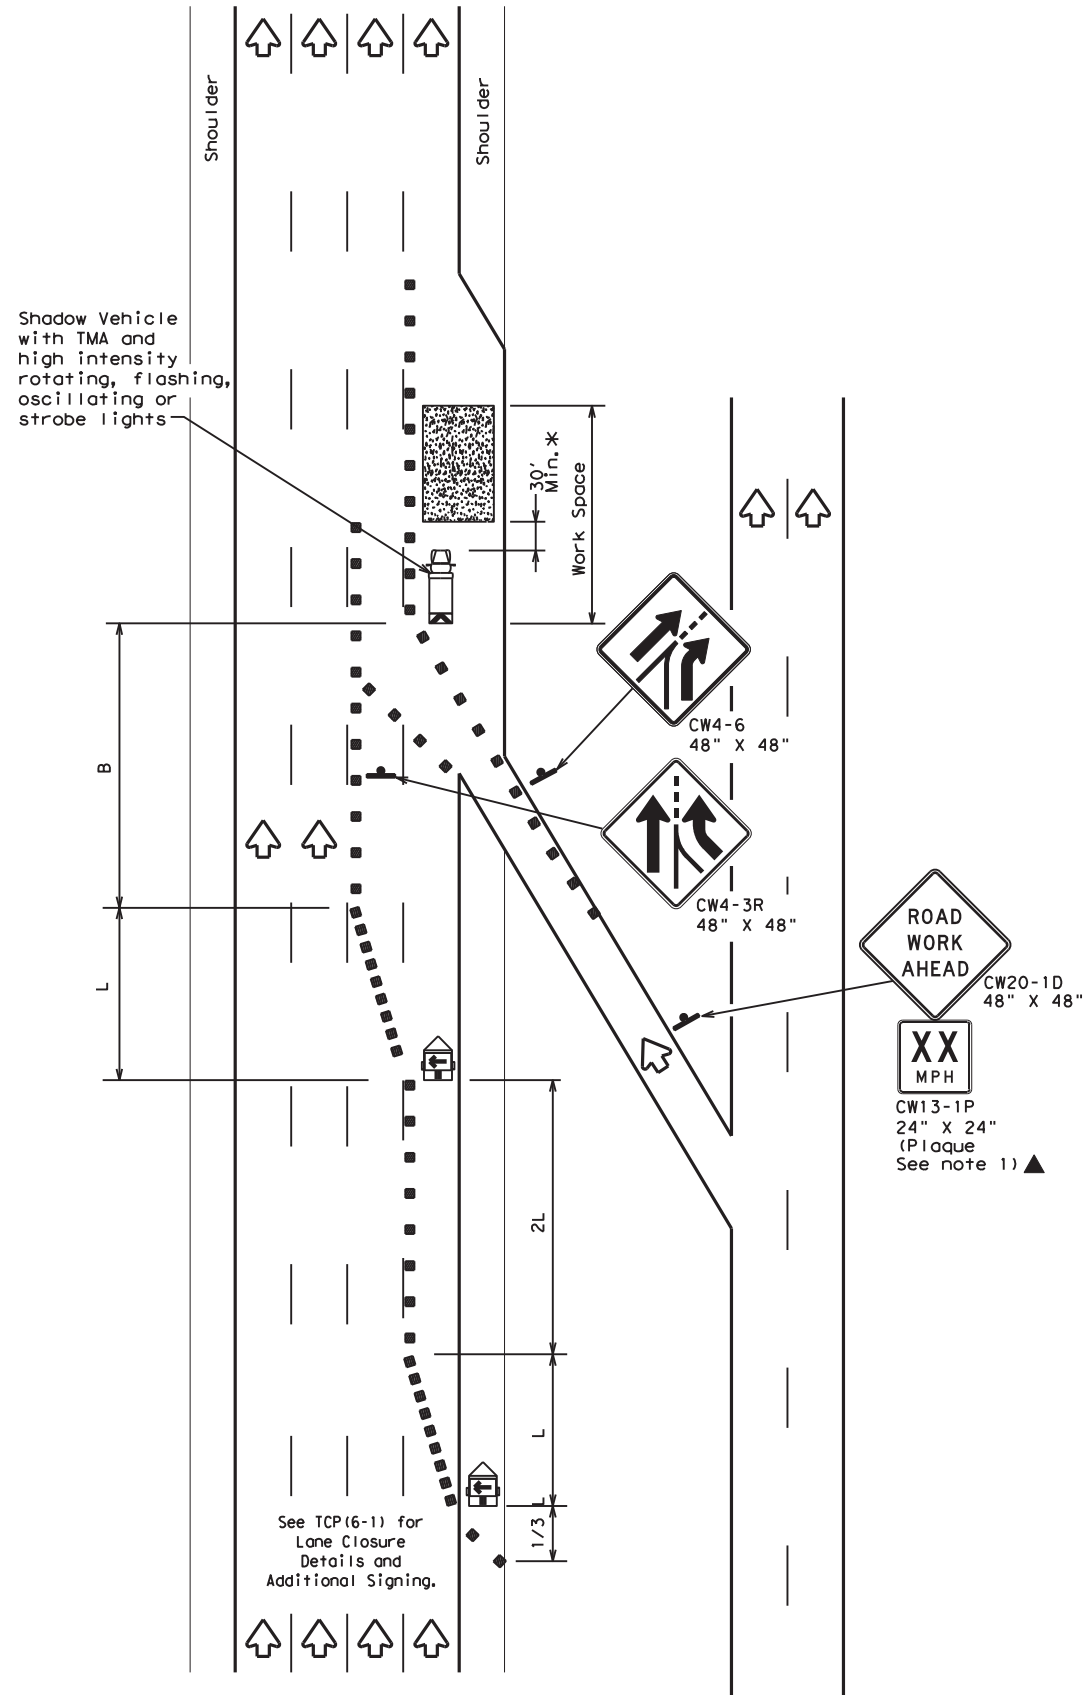 Shoulder
Shoulder
Shadow Vehicle
with TMA and
high intensity
rotating, flashing,
oscillating or
strobe lights
30'
Min.*
Work Space
CW4-6
48" X 48"
B
CW4-3R
48" X 48"
ROAD
WORK
AHEAD
CW20-1D
48" X 48"
XX
MPH
CW13-1P
24" X 24"
(Plaque
See note 1)▲
L
2L
L
1/3 L
See TCP(6-1) for
Lane Closure
Details and
Additional Signing.